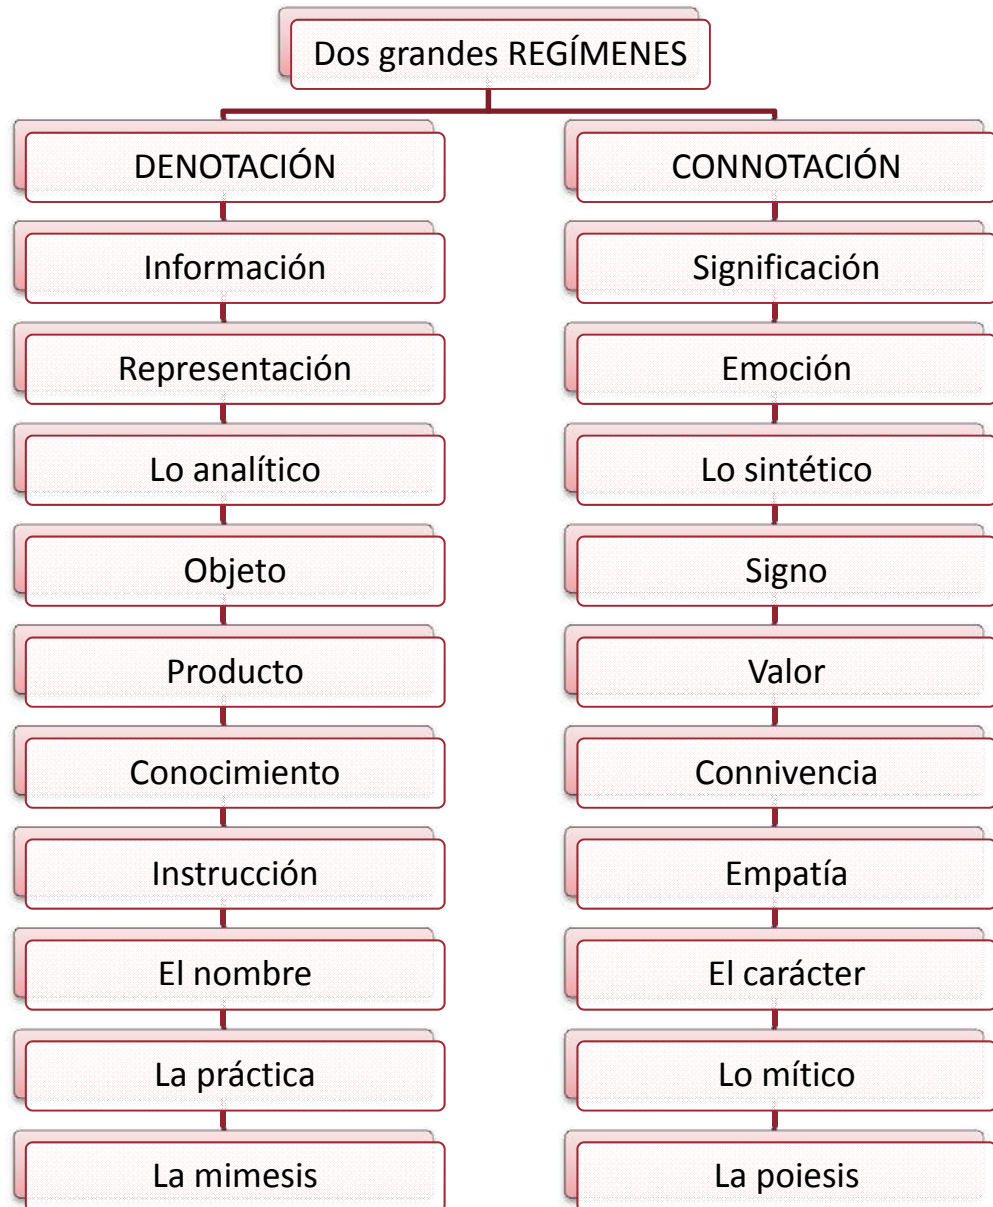 Dos grandes REGÍMENES
DENOTACIÓN
Información
Representación
Lo analítico
Objeto
Producto
Conocimiento
Instrucción
El nombre
La práctica
La mimesis
CONNOTACIÓN
Significación
Emoción
Lo sintético
Signo
Valor
Connivencia
Empatía
El carácter
Lo mítico
La poiesis